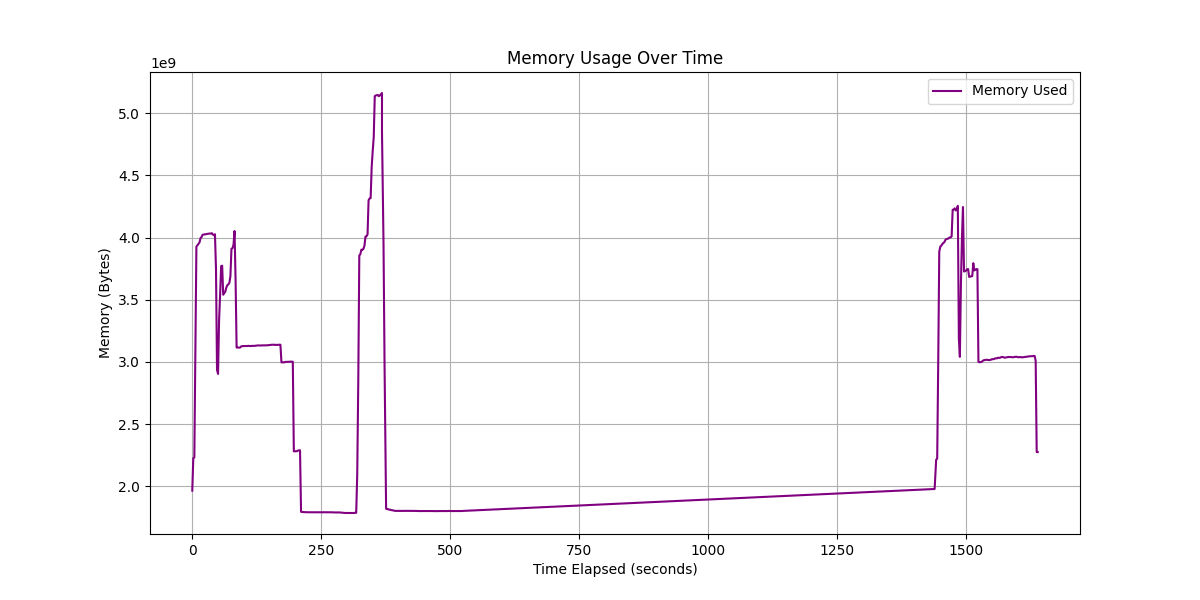 Memory Usage Over Time
1e9
Memory Used
5.0
4.5
4.0
3.5
3.0
2.5
2.0
Memory (Bytes)
0 250 500 750 1000 1250 1500
Time Elapsed (seconds)